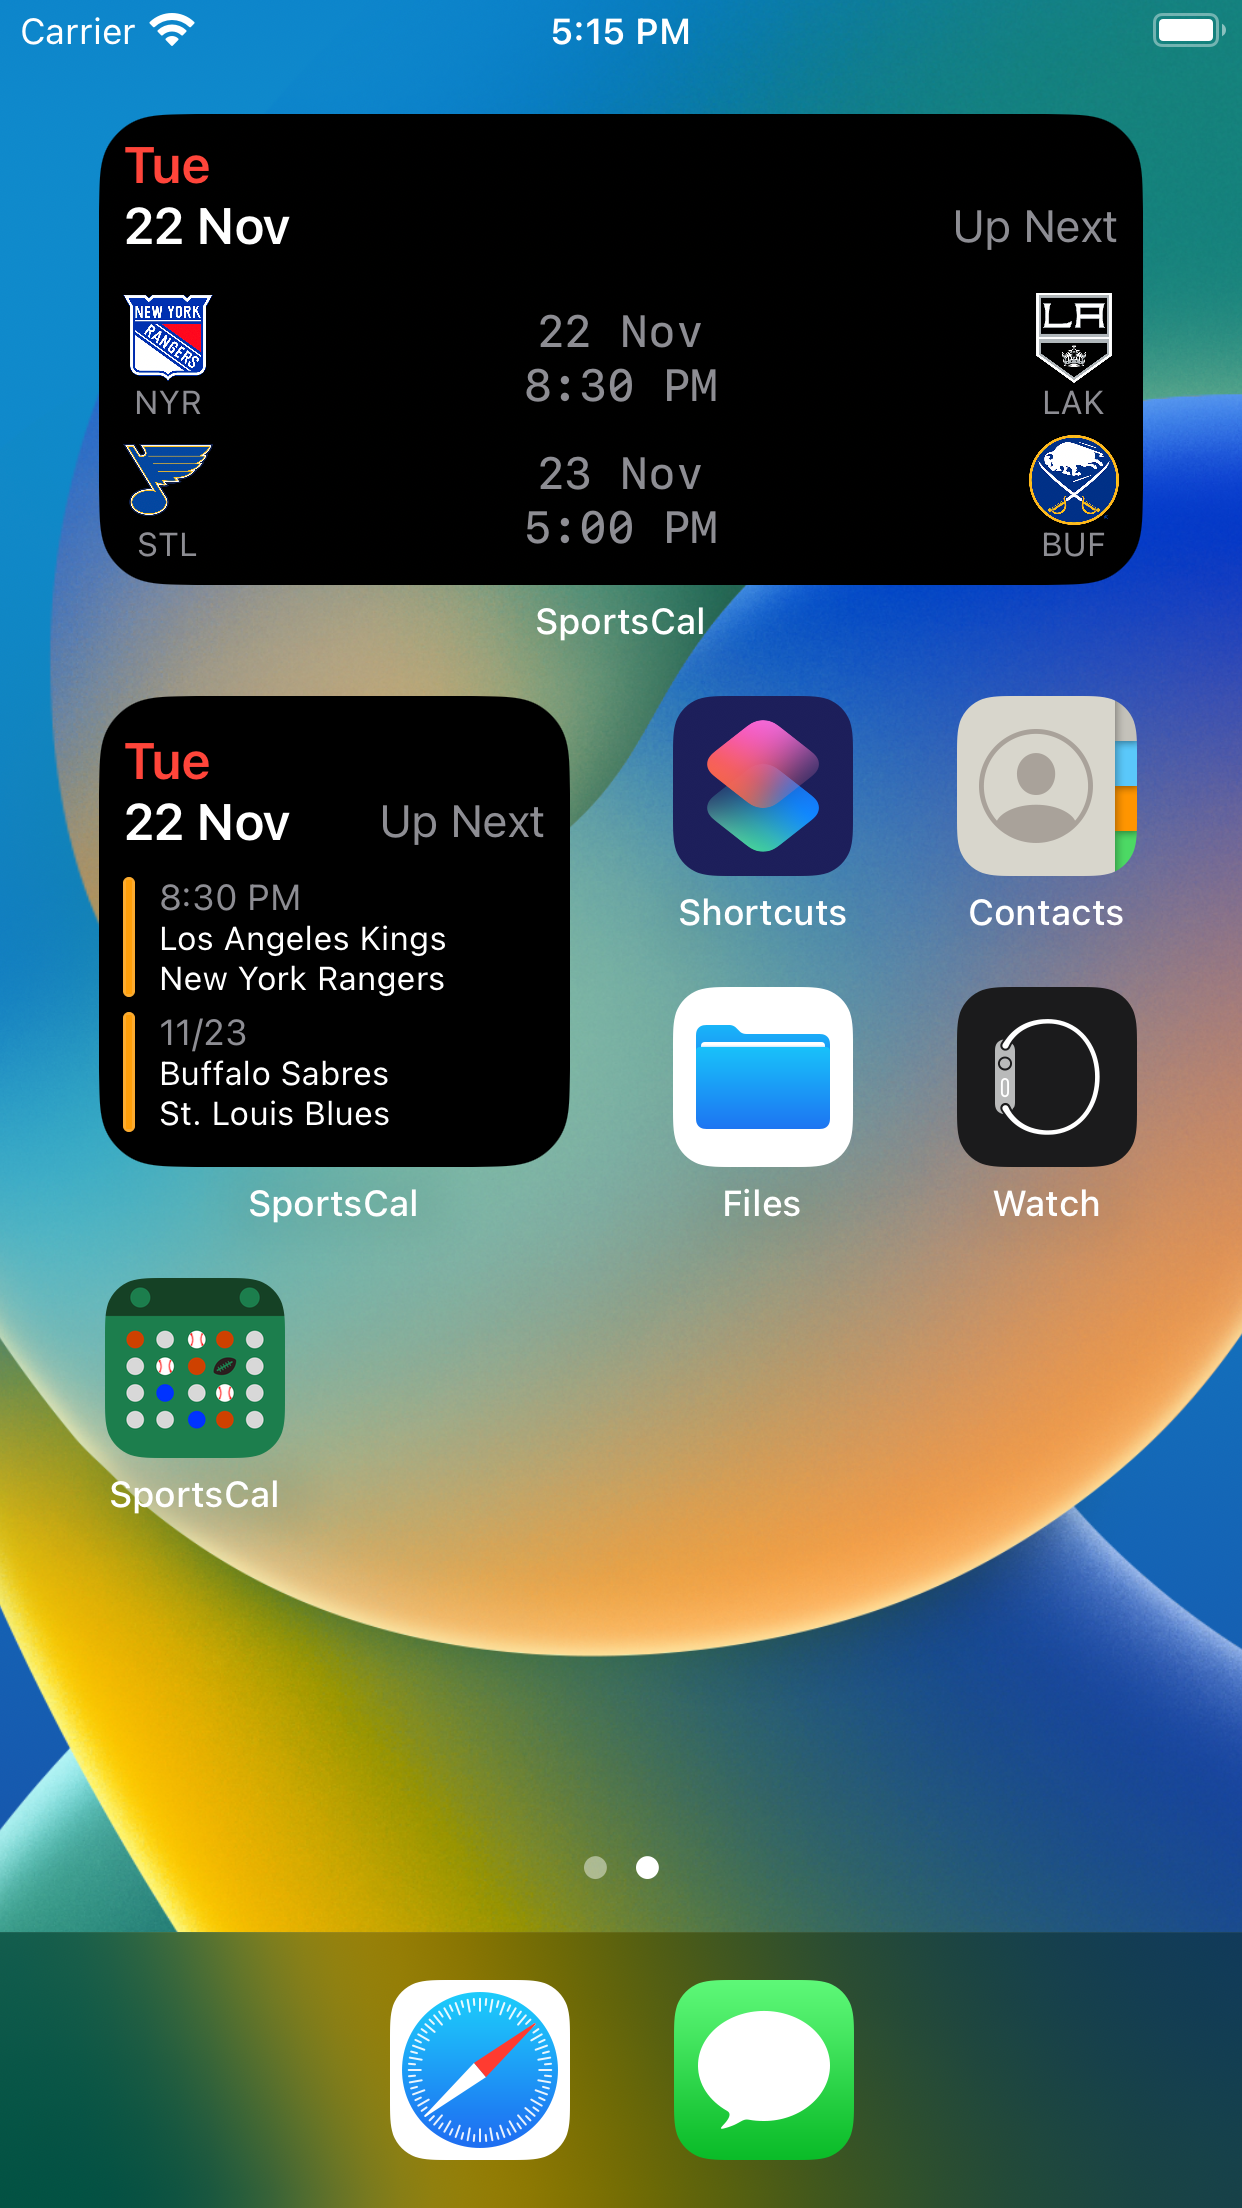 Carrier
5:15 PM
Tue
22 Nov
Up Next
NEW YORK
RANGERS
NYR
22 Nov
8:30 PM
LA
LAK
STL
23 Nov
5:00 PM
BUF
SportsCal
Tue
22 Nov
Up Next
8:30 PM
Los Angeles Kings
New York Rangers
11/23
Buffalo Sabres
St. Louis Blues
SportsCal
Shortcuts
Contacts
Files
Watch
SportsCal